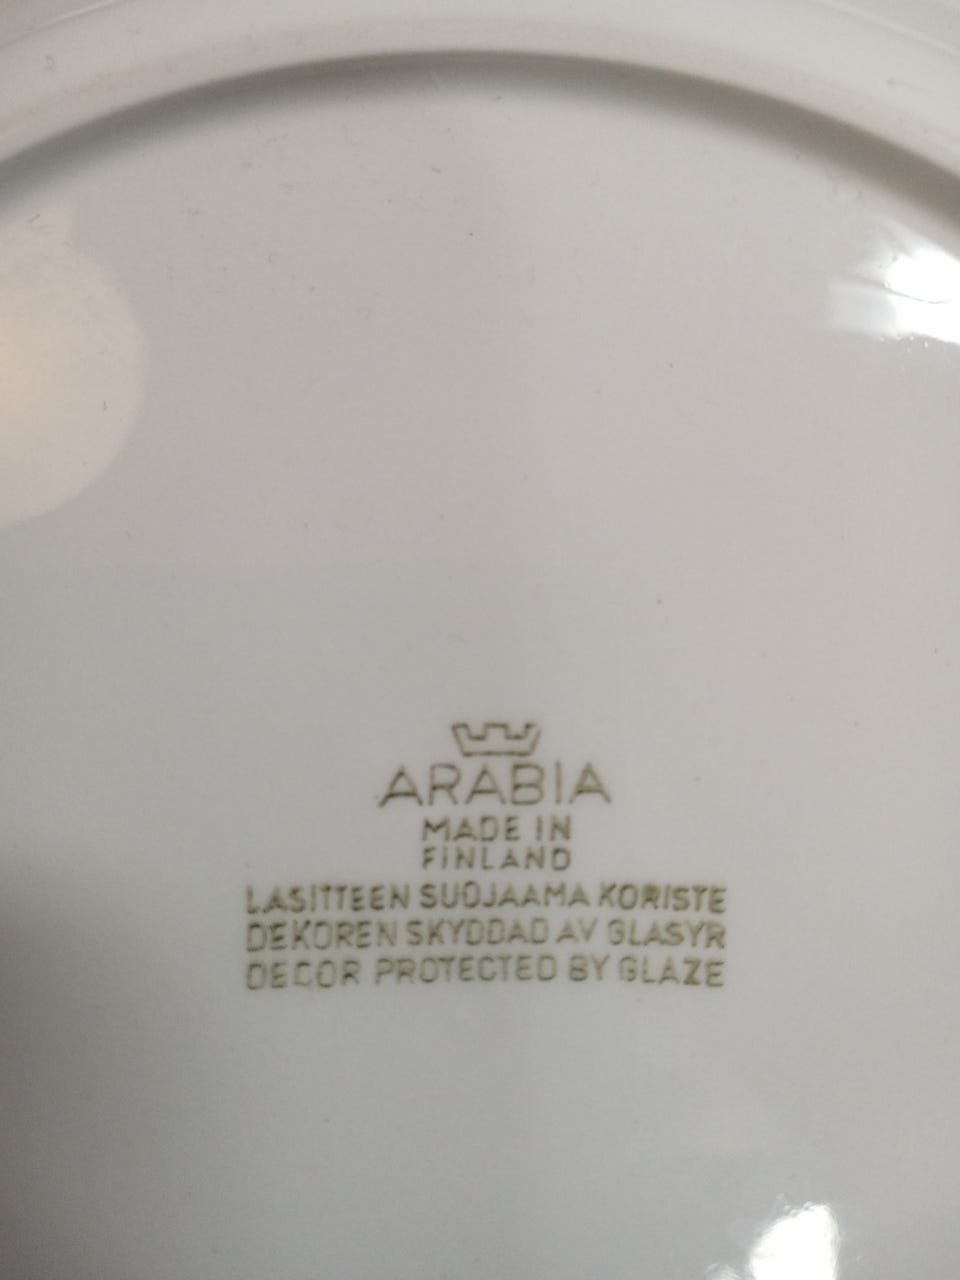 ARABIA
MADE IN
FINLAND
LASITTEEN SUOJAAMA KORISTE
DEKOREN SKYDDAD AV GLASYR
DECOR PROTECTED BY GLAZE